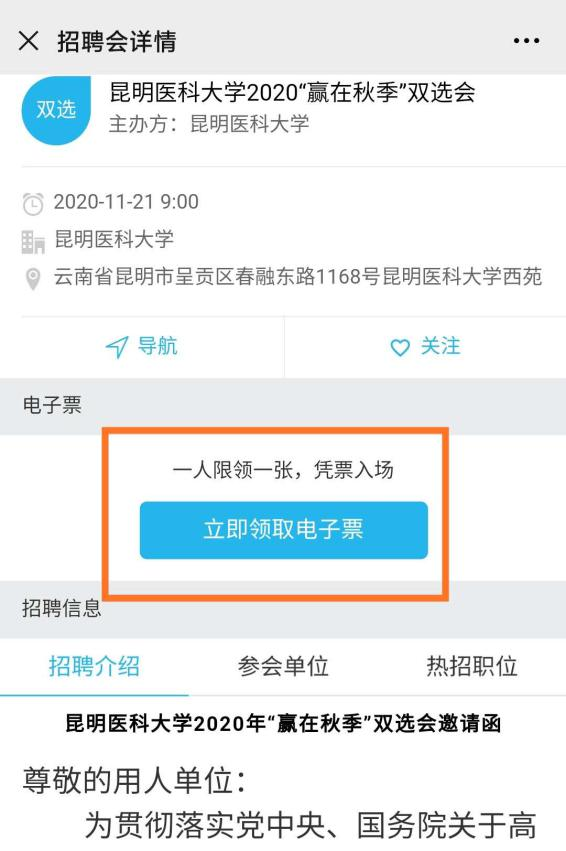 招聘会详情
双选
昆明医科大学2020“赢在秋季”双选会
主办方：昆明医科大学
2020-11-21 9:00
昆明医科大学
云南省昆明市呈贡区春融东路1168号昆明医科大学西苑
导航
关注
电子票
一人限领一张，凭票入场
立即领取电子票
招聘信息
招聘介绍
参会单位
热招职位
昆明医科大学2020年“赢在秋季”双选会邀请函
尊敬的用人单位：
为贯彻落实党中央、国务院关于高